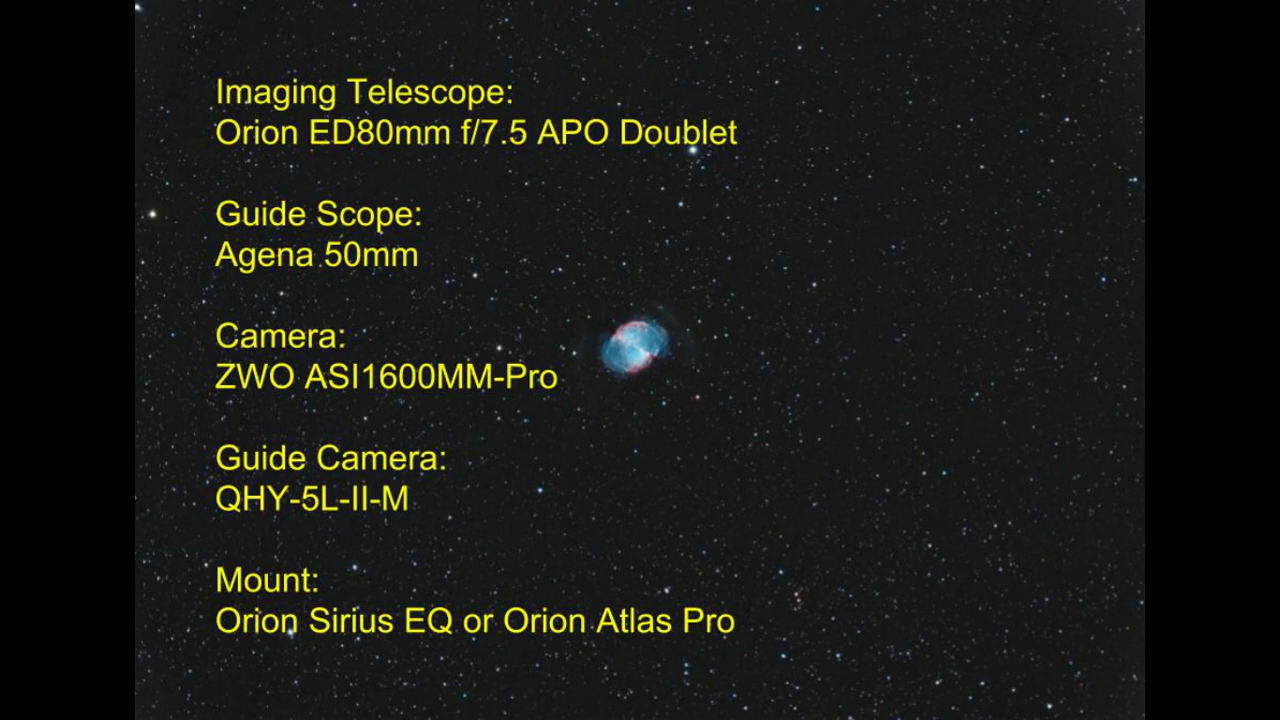 Imaging Telescope:
Orion ED80mm f/7.5 APO Doublet
Guide Scope:
Agena 50mm
Camera:
ZWO ASI1600MM-Pro
Guide Camera:
QHY-5L-II-M
Mount:
Orion Sirius EQ or Orion Atlas Pro